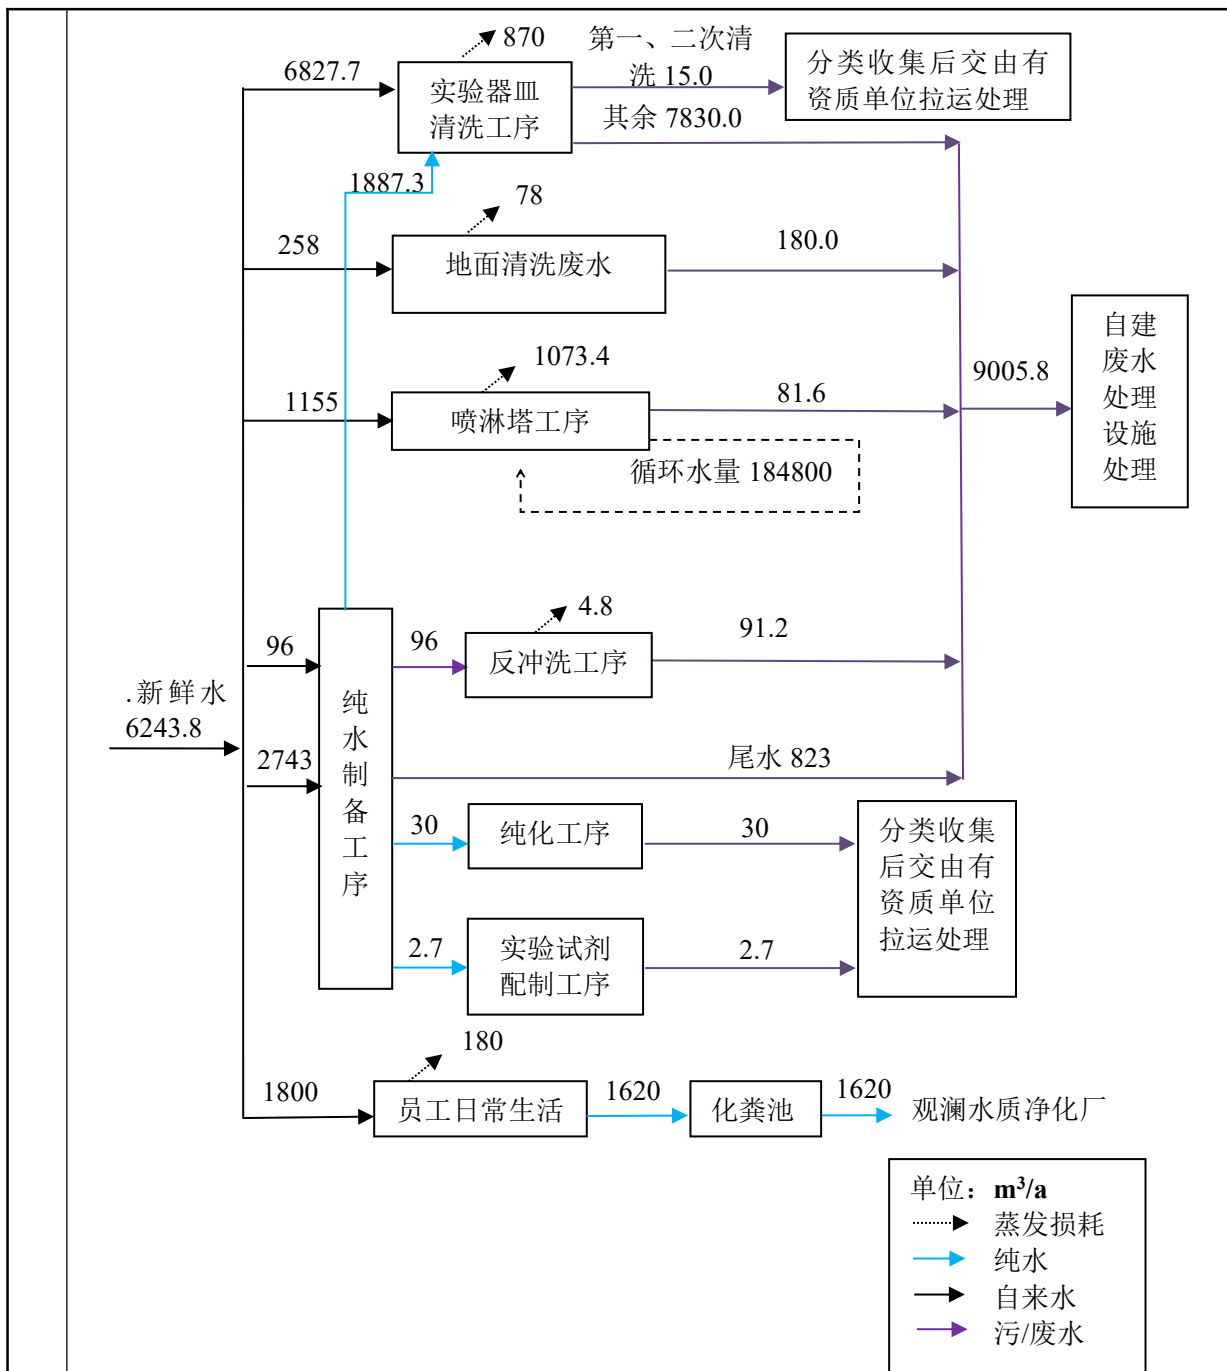 870
第一、二次清
洗 15.0
分类收集后交由有
资质单位拉运处理
6827.7
实验器皿
清洗工序
其余 7830.0
1887.3
78
258
地面清洗废水
180.0
1073.4
1155
喷淋塔工序
81.6
循环水量 184800
9005.8
自建
废水
处理
设施
处理
4.8
96
96
反冲洗工序
91.2
.新鲜水
6243.8
2743
纯
水
制
备
工
序
尾水 823
30
纯化工序
30
分类收集
后交由有
资质单位
拉运处理
2.7
实验试剂
配制工序
2.7
180
1800
员工日常生活
1620
化粪池
1620
观澜水质净化厂
单位：m³/a
蒸发损耗
纯水
自来水
污/废水